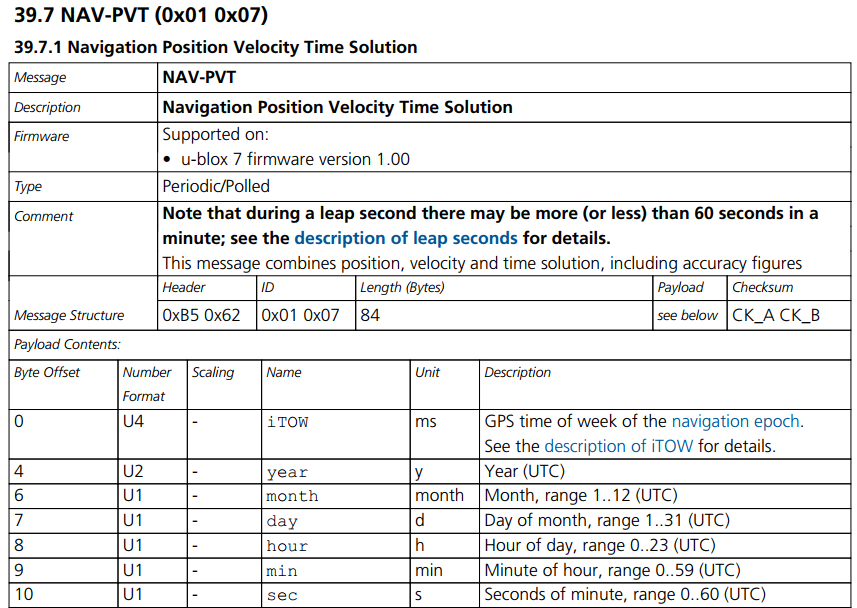 39.7 NAV-PVT (0x01 0x07)
39.7.1 Navigation Position Velocity Time Solution
Message NAV-PVT
Description Navigation Position Velocity Time Solution
Firmware Supported on:
• u-blox 7 firmware version 1.00
Type Periodic/Polled
Comment Note that during a leap second there may be more (or less) than 60 seconds in a
minute; see the description of leap seconds for details.
This message combines position, velocity and time solution, including accuracy figures
Header ID Length (Bytes) Payload Checksum
Message Structure 0xB5 0x62 0x01 0x07 84 see below CK_A CK_B
Payload Contents:
Byte Offset Number Scaling Name Unit Description
Format
0 U4 - iTOW ms GPS time of week of the navigation epoch.
See the description of iTOW for details.
4 U2 - year y Year (UTC)
6 U1 - month month Month, range 1..12 (UTC)
7 U1 - day d Day of month, range 1..31 (UTC)
8 U1 - hour h Hour of day, range 0..23 (UTC)
9 U1 - min min Minute of hour, range 0..59 (UTC)
10 U1 - sec s Seconds of minute, range 0..60 (UTC)